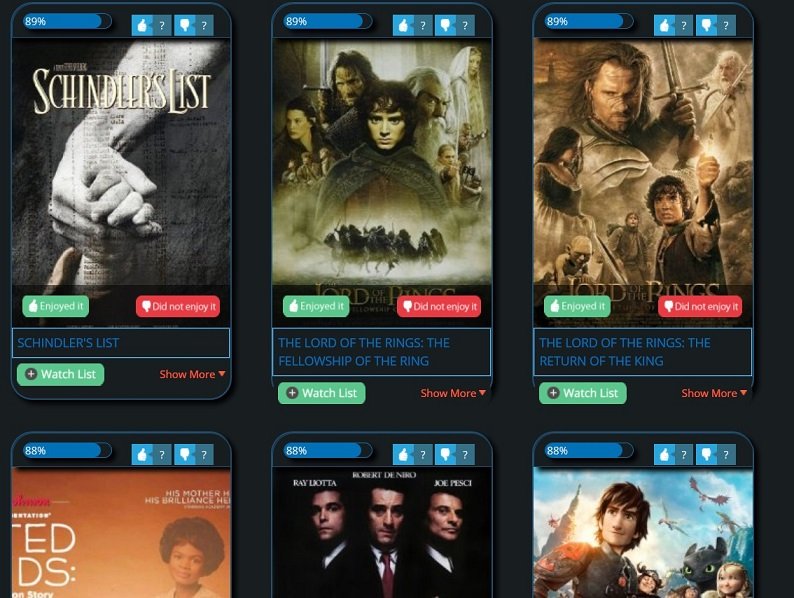 89%
?
?
89%
?
?
89%
?
?
SCHINDLER'S LIST
LORD OF THE RINGS
FELLOWSHIP OF THE RING
LORD OF THE RINGS
Enjoyed it
Did not enjoy it
Enjoyed it
Did not enjoy it
Enjoyed it
Did not enjoy it
SCHINDLER'S LIST
THE LORD OF THE RINGS: THE
FELLOWSHIP OF THE RING
THE LORD OF THE RINGS: THE
RETURN OF THE KING
Watch List
Show More
Watch List
Show More
Watch List
Show More
88%
?
?
88%
?
?
88%
?
?
HIS MOTHER H
HIS BRILLIANCE HE
TED
DS:
on Story
RAY LIOTTA
ROBERT DE NIRO
JOE PESCI